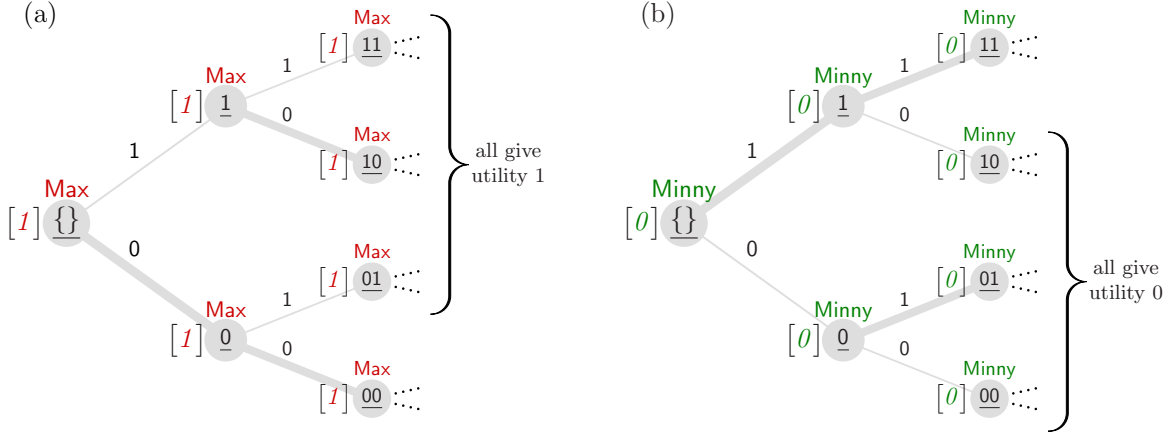 (a)
Max
[1] 11
1
Max
[1] 1
0
Max
[1] 10
1
all give
utility 1
Max
[1] {}
0
Max
[1] 01
1
Max
[1] 0
0
Max
[1] 00
(b)
Minny
[0] 11
1
Minny
[0] 1
0
Minny
[0] 10
1
Minny
[0] {}
0
Minny
[0] 01
all give
utility 0
1
Minny
[0] 0
0
Minny
[0] 00